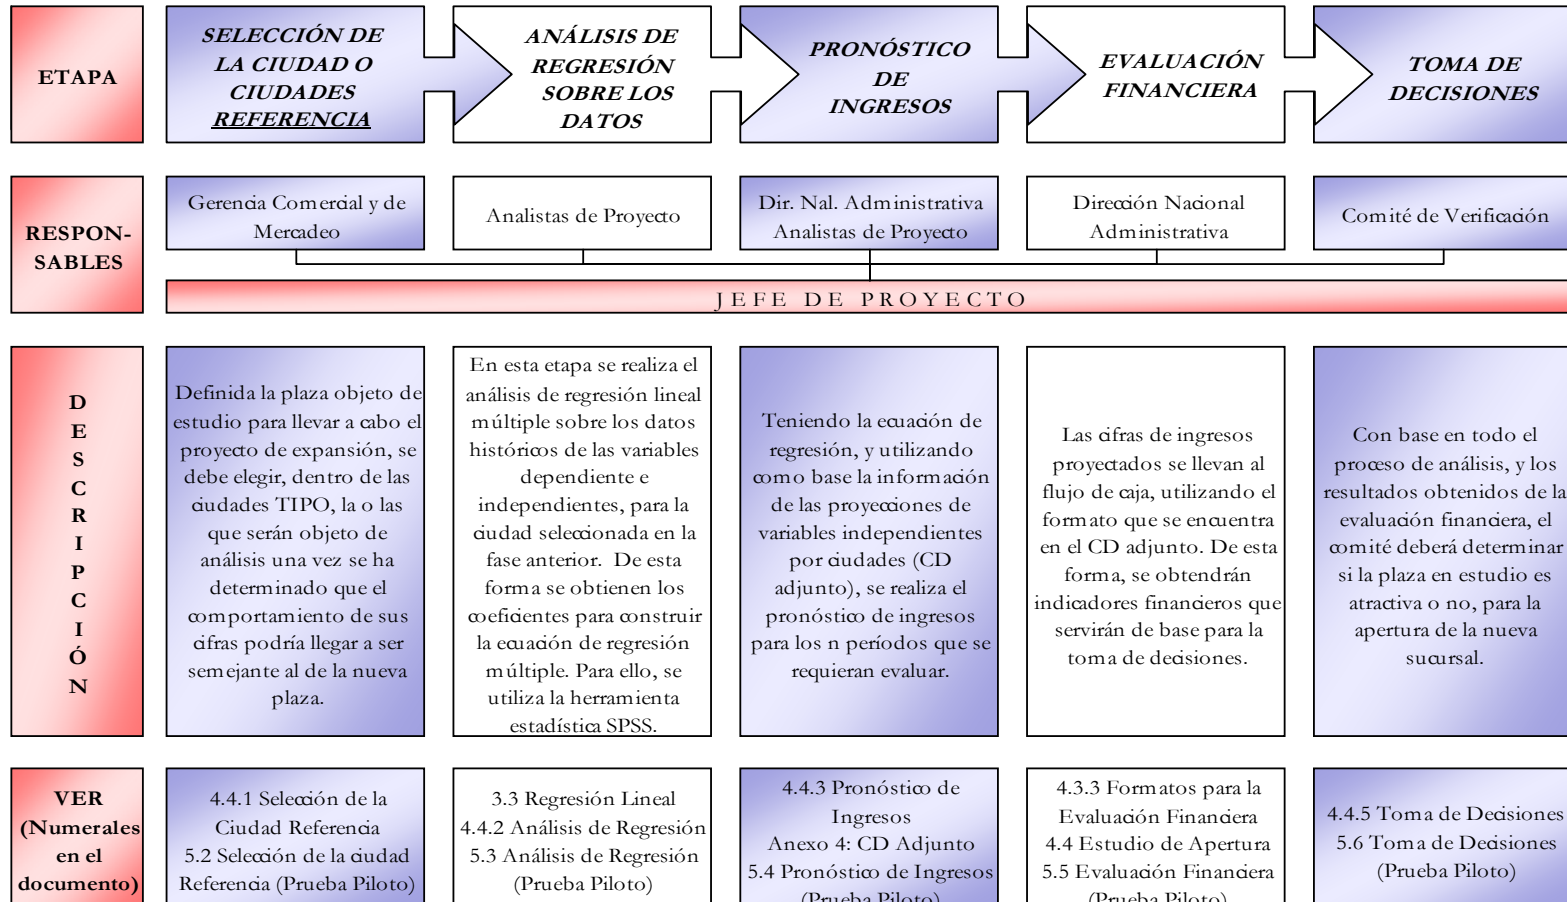 ETAPA
SELECCIÓN DE
LA CIUDAD O
CIUDADES
REFERENCIA
ANÁLISIS DE
REGRESIÓN
SOBRE LOS
DATOS
PRONÓSTICO
DE
INGRESOS
EVALUACIÓN
FINANCIERA
TOMA DE
DECISIONES
RESPON-
SABLES
Gerencia Comercial y de
Mercadeo
Analistas de Proyecto
Dir. Nal. Administrativa
Analistas de Proyecto
Dirección Nacional
Administrativa
Comité de Verificación
JEFE DE PROYECTO
D
E
S
C
R
I
P
C
I
Ó
N
Definida la plaza objeto de
estudio para llevar a cabo el
proyecto de expansión, se
debe elegir, dentro de las
ciudades TIPO, la o las
que serán objeto de
análisis una vez se ha
determinado que el
comportamiento de sus
cifras podría llegar a ser
semejante al de la nueva
plaza.
En esta etapa se realiza el
análisis de regresión lineal
múltiple sobre los datos
históricos de las variables
dependiente e
independientes, para la
ciudad seleccionada en la
fase anterior. De esta
forma se obtienen los
coeficientes para construir
la ecuación de regresión
múltiple. Para ello, se
utiliza la herramienta
estadística SPSS.
Teniendo la ecuación de
regresión, y utilizando
como base la información
de las proyecciones de
variables independientes
por ciudades (CD
adjunto), se realiza el
pronóstico de ingresos
para los n períodos que se
requieran evaluar.
Las cifras de ingresos
proyectados se llevan al
flujo de caja, utilizando el
formato que se encuentra
en el CD adjunto. De esta
forma, se obtendrán
indicadores financieros que
servirán de base para la
toma de decisiones.
Con base en todo el
proceso de análisis, y los
resultados obtenidos de la
evaluación financiera, el
comité deberá determinar
si la plaza en estudio es
atractiva o no, para la
apertura de la nueva
sucursal.
VER
(Numerales
en el
documento)
4.4.1 Selección de la
Ciudad Referencia
5.2 Selección de la ciudad
Referencia (Prueba Piloto)
3.3 Regresión Lineal
4.4.2 Análisis de Regresión
5.3 Análisis de Regresión
(Prueba Piloto)
4.4.3 Pronóstico de
Ingresos
Anexo 4: CD Adjunto
5.4 Pronóstico de Ingresos
(Prueba Piloto)
4.3.3 Formatos para la
Evaluación Financiera
4.4 Estudio de Apertura
5.5 Evaluación Financiera
(Prueba Piloto)
4.4.5 Toma de Decisiones
5.6 Toma de Decisiones
(Prueba Piloto)